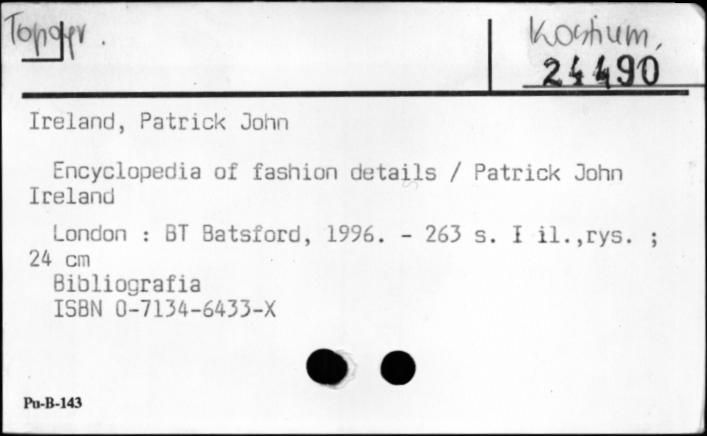 Topogr.
Kostium.
24490
Ireland, Patrick John
Encyclopedia of fashion details / Patrick John
Ireland
London : BT Batsford, 1996. - 263 s. I il.,rys. ;
24 cm
Bibliografia
ISBN 0-7134-6433-X
Pu-B-143